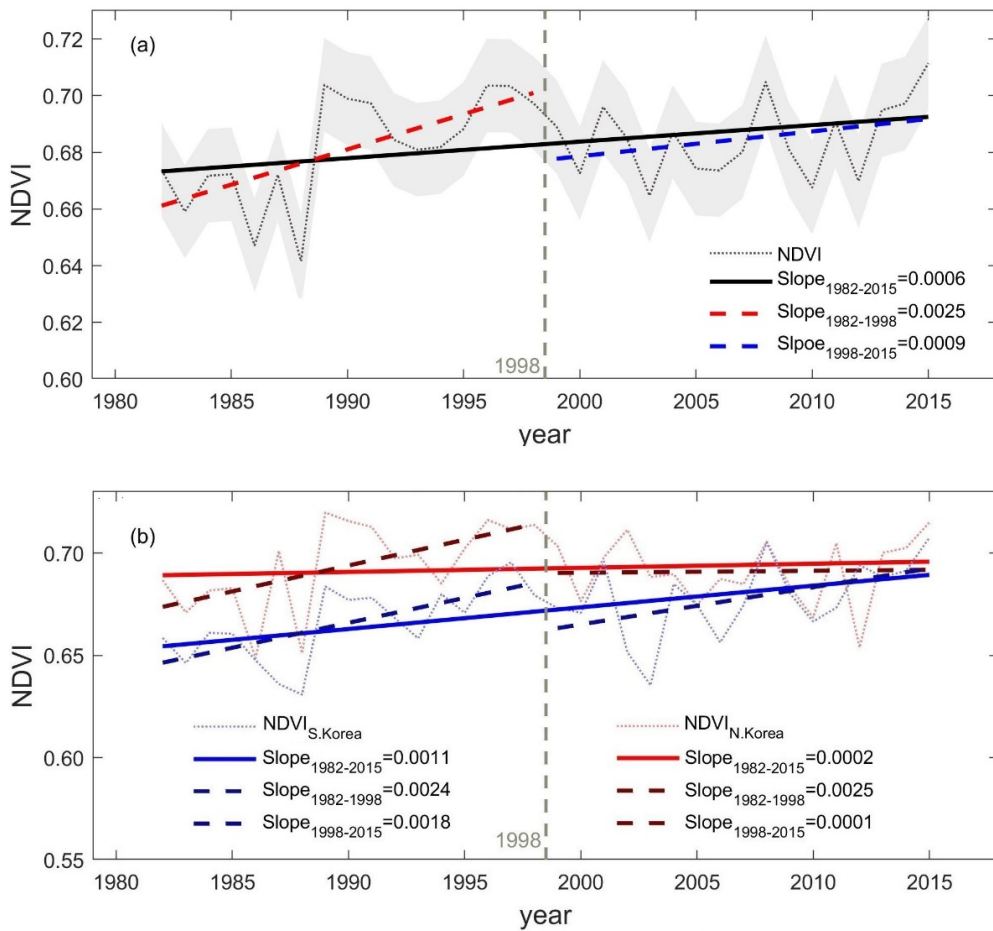 0.72
(a)
0.70
0.68
NDVI
0.66
0.64
NDVI
Slope1982-2015=0.0006
0.62
Slope1982-1998=0.0025
Slpoe1998-2015=0.0009
1998
0.60
1980 1985 1990 1995 2000 2005 2010 2015
year
(b)
0.70
NDVI
0.65
NDVIS.Korea NDVIN.Korea
0.60
Slope1982-2015=0.0011 Slope1982-2015=0.0002
Slope1982-1998=0.0024 Slope1982-1998=0.0025
Slope1998-2015=0.0018 Slope1998-2015=0.0001
1998
0.55
1980 1985 1990 1995 2000 2005 2010 2015
year